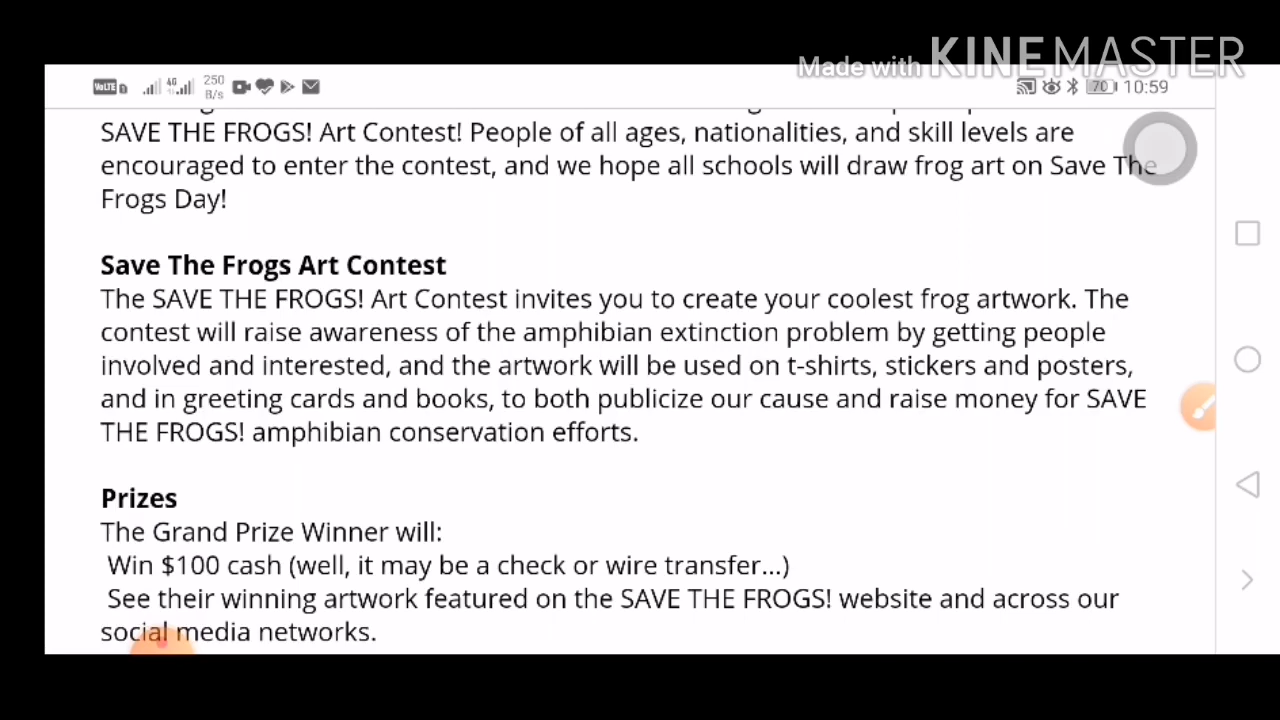 Made with KINEMASTER
VoLTE 4G 250 B/s 70 10:59
SAVE THE FROGS! Art Contest! People of all ages, nationalities, and skill levels are
encouraged to enter the contest, and we hope all schools will draw frog art on Save The
Frogs Day!
Save The Frogs Art Contest
The SAVE THE FROGS! Art Contest invites you to create your coolest frog artwork. The
contest will raise awareness of the amphibian extinction problem by getting people
involved and interested, and the artwork will be used on t-shirts, stickers and posters,
and in greeting cards and books, to both publicize our cause and raise money for SAVE
THE FROGS! amphibian conservation efforts.
Prizes
The Grand Prize Winner will:
Win $100 cash (well, it may be a check or wire transfer...)
See their winning artwork featured on the SAVE THE FROGS! website and across our
social media networks.